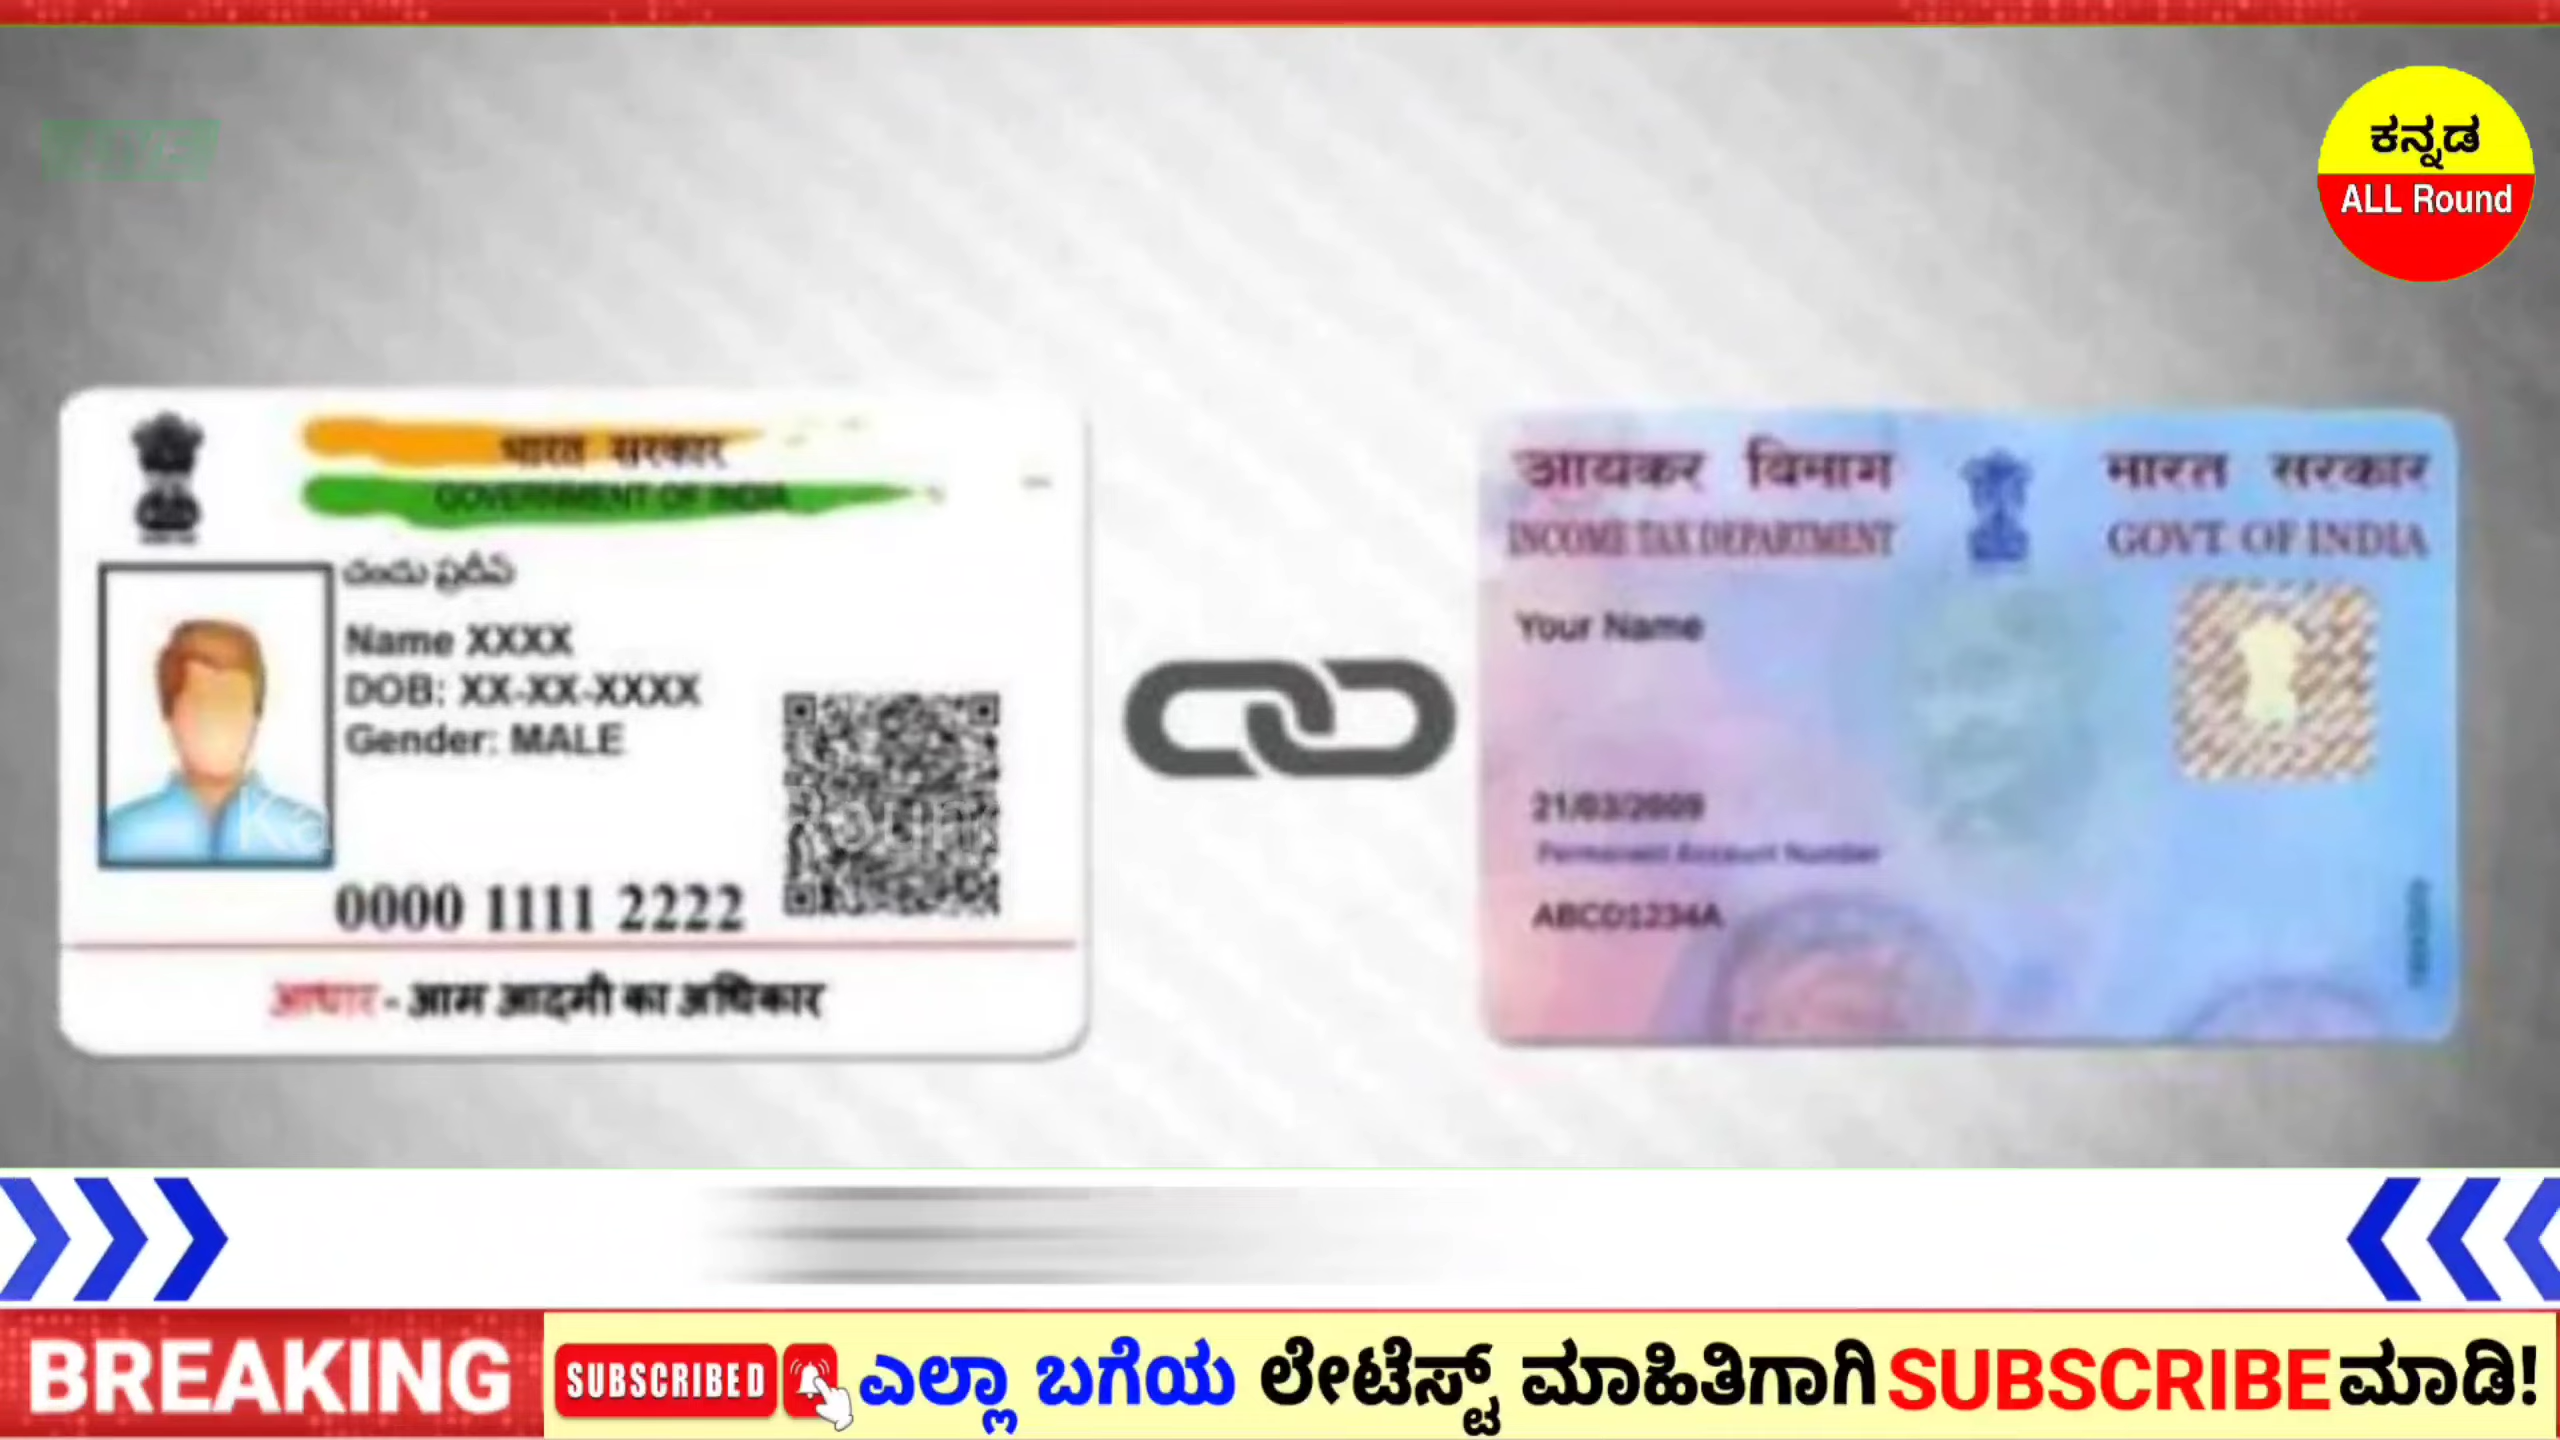 LIVE
ಕನ್ನಡ
ALL Round
भारत सरकार
GOVERNMENT OF INDIA
Name XXXX
DOB: XX-XX-XXXX
Gender: MALE
0000 1111 2222
आधार - आम आदमी का अधिकार
आयकर विभाग
INCOME TAX DEPARTMENT
भारत सरकार
GOVT OF INDIA
Your Name
21/03/2009
Permanent Account Number
ABCD1234A
BREAKING
SUBSCRIBED
ಎಲ್ಲಾ ಬಗೆಯ ಲೇಟೆಸ್ಟ್ ಮಾಹಿತಿಗಾಗಿ SUBSCRIBE ಮಾಡಿ!